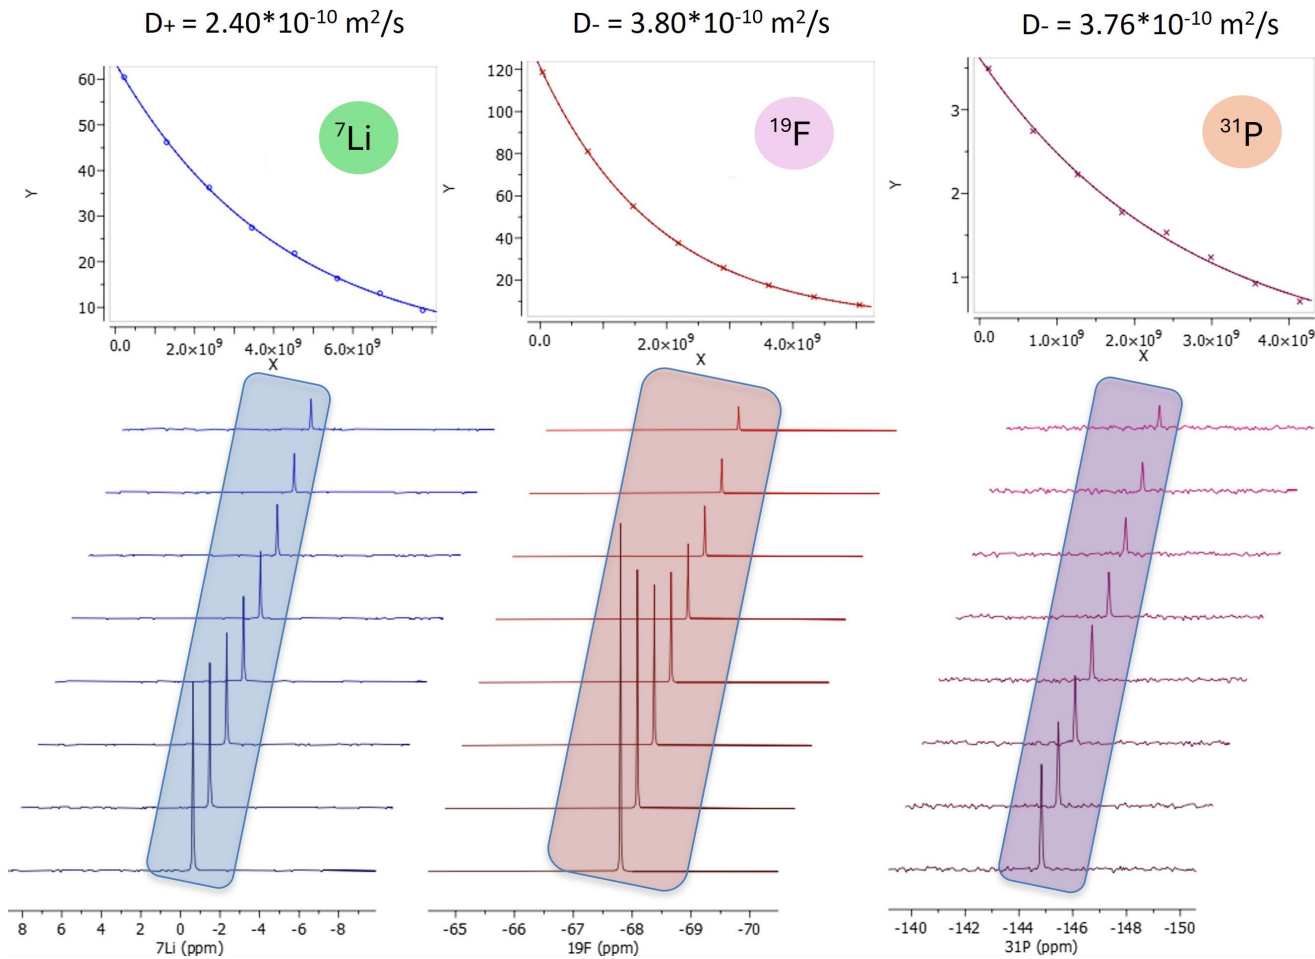 D+ = 2.40*10-10 m2/s
D- = 3.80*10-10 m2/s
D- = 3.76*10-10 m2/s
60
50
40
30
20
10
Y
7Li
0.0
2.0×109
4.0×109
6.0×109
X
120
100
80
60
40
20
Y
19F
0.0
2.0×109
4.0×109
X
3
2
1
Y
31P
0.0
1.0×109
2.0×109
3.0×109
4.0×109
X
8 6 4 2 0 -2 -4 -6 -8
7Li (ppm)
-65 -66 -67 -68 -69 -70
19F (ppm)
-140 -142 -144 -146 -148 -150
31P (ppm)